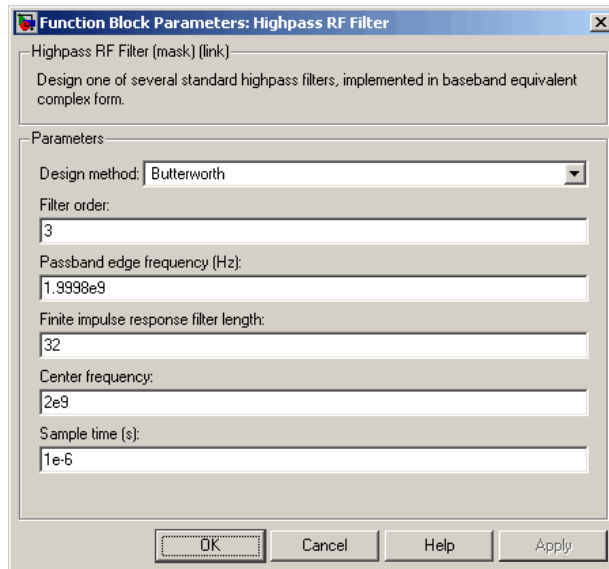 Function Block Parameters: Highpass RF Filter
Highpass RF Filter (mask) (link)
Design one of several standard highpass filters, implemented in baseband equivalent
complex form.
Parameters
Design method: Butterworth
Filter order:
3
Passband edge frequency (Hz):
1.9998e9
Finite impulse response filter length:
32
Center frequency:
2e9
Sample time (s):
1e-6
OK Cancel Help Apply